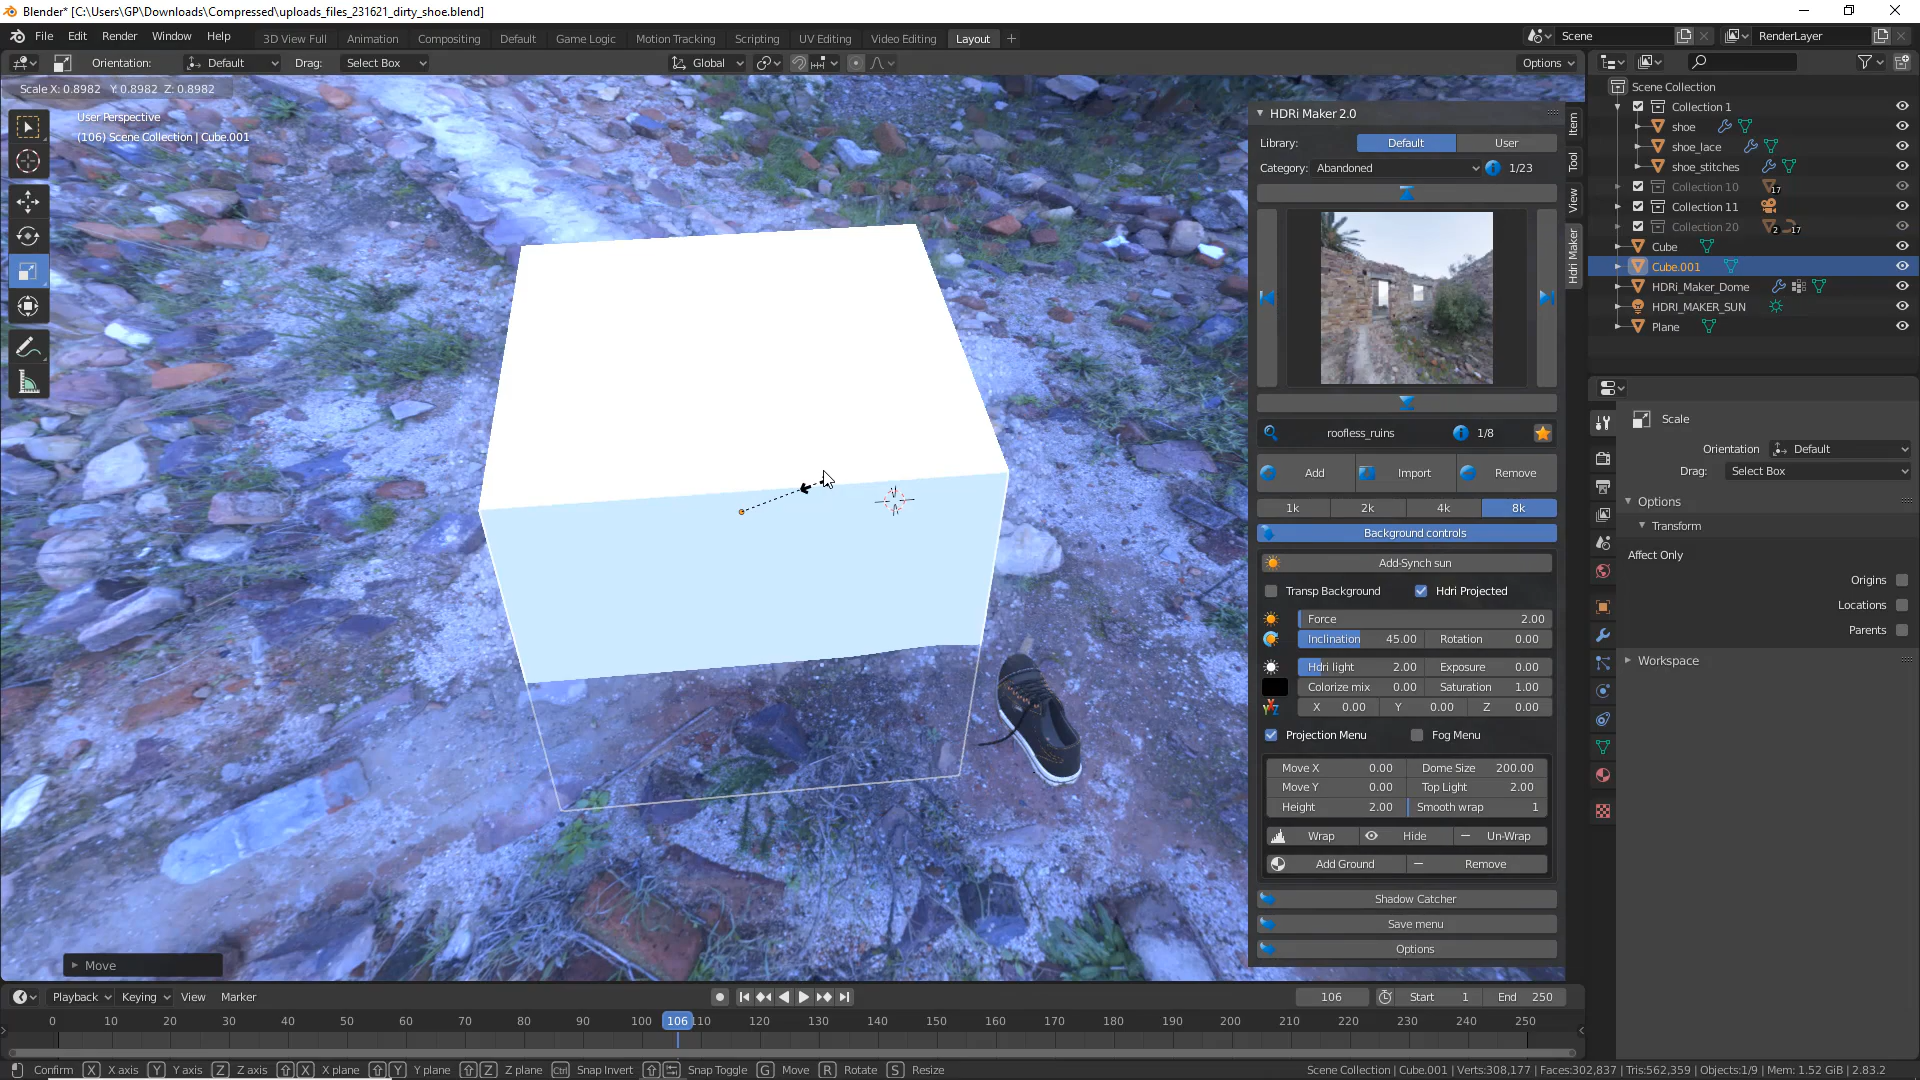 Blender* [C:\Users\GP\Downloads\Compressed\uploads_files_231621_dirty_shoe.blend]
File Edit Render Window Help
3D View Full Animation Compositing Default Game Logic Motion Tracking Scripting UV Editing Video Editing Layout
Scene RenderLayer
Orientation: Default Drag: Select Box Global Options
Scale X: 0.8982 Y: 0.8982 Z: 0.8982
User Perspective
(106) Scene Collection | Cube.001
HDRi Maker 2.0
Library: Default User
Category: Abandoned 1/23
roofless_ruins 1/8
Add Import Remove
1k 2k 4k 8k
Background controls
Add-Synch sun
Transp Background Hdri Projected
Force 2.00
Inclination 45.00 Rotation 0.00
Hdri light 2.00 Exposure 0.00
Colorize mix 0.00 Saturation 1.00
X 0.00 Y 0.00 Z 0.00
Projection Menu Fog Menu
Move X 0.00 Dome Size 200.00
Move Y 0.00 Top Light 2.00
Height 2.00 Smooth wrap 1
Wrap Hide Un-Wrap
Add Ground Remove
Shadow Catcher
Save menu
Options
Item
Tool
View
Hdri Maker
Scene Collection
Collection 1
shoe
shoe_lace
shoe_stitches
Collection 10 17
Collection 11
Collection 20 2 17
Cube
Cube.001
HDRi_Maker_Dome
HDRI_MAKER_SUN
Plane
Scale
Orientation Default
Drag: Select Box
Options
Transform
Affect Only
Origins
Locations
Parents
Workspace
Move
Playback Keying View Marker 106 Start 1 End 250
0 10 20 30 40 50 60 70 80 90 100 106 110 120 130 140 150 160 170 180 190 200 210 220 230 240 250
Confirm X X axis Y Y axis Z Z axis X X plane Y Y plane Z Z plane Ctrl Snap Invert Snap Toggle G Move R Rotate S Resize
Scene Collection | Cube.001 | Verts:308,177 | Faces:302,837 | Tris:562,359 | Objects:1/9 | Mem: 1.52 GiB | 2.83.2